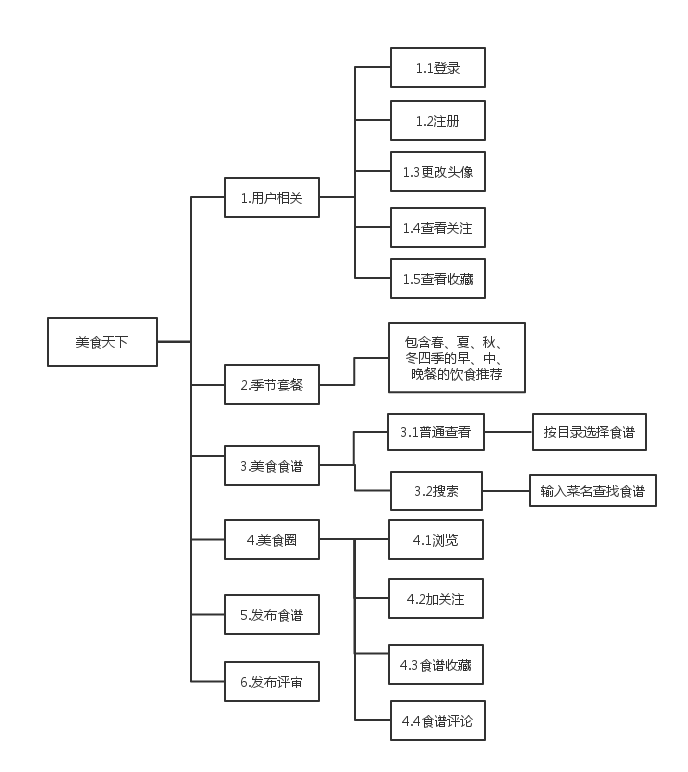 美食天下
1.用户相关
1.1登录
1.2注册
1.3更改头像
1.4查看关注
1.5查看收藏
2.季节套餐
包含春、夏、秋、
冬四季的早、中、
晚餐的饮食推荐
3.美食食谱
3.1普通查看
按目录选择食谱
3.2搜索
输入菜名查找食谱
4.美食圈
4.1浏览
4.2加关注
4.3食谱收藏
4.4食谱评论
5.发布食谱
6.发布评审